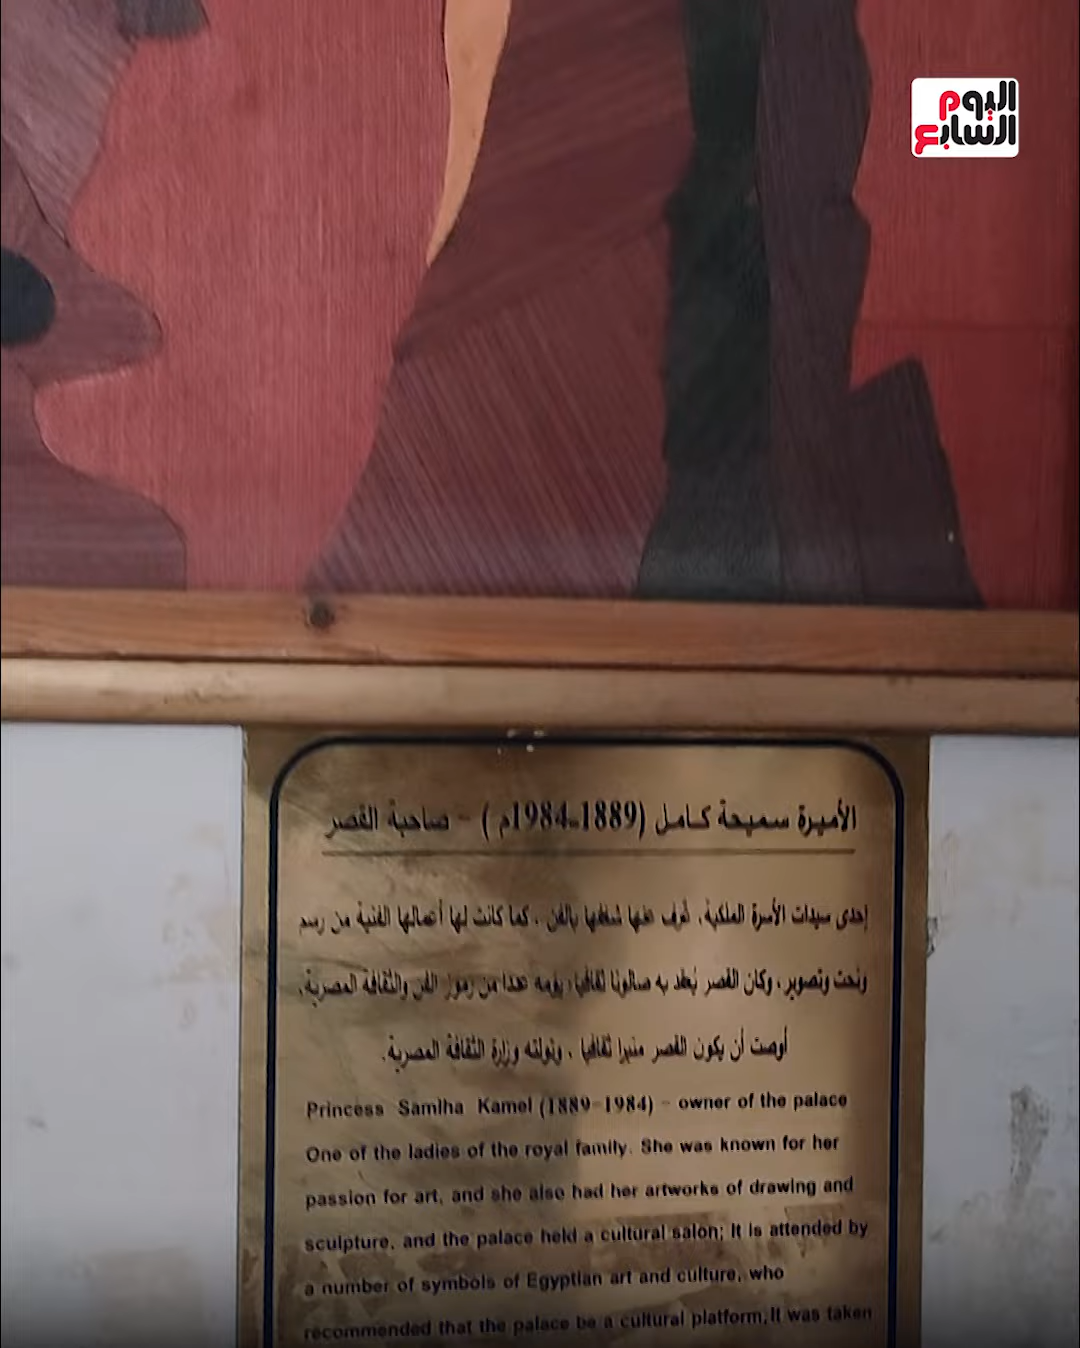 اليوم
السابع
الأميرة سميحة كامل (1889-1984م) - صاحبة القصر
إحدى سيدات الأسرة الملكية، عُرف عنها شغفها بالفن، كما كانت لها أعمالها الفنية من رسم
ونحت وتصوير، وكان القصر يُعقد به صالونا ثقافيا، يؤمه عددا من رموز الفن والثقافة المصرية،
أوصت أن يكون القصر منبرا ثقافيا، وتولته وزارة الثقافة المصرية.
Princess Samiha Kamel (1889-1984) - owner of the palace
One of the ladies of the royal family. She was known for her
passion for art, and she also had her artworks of drawing and
sculpture, and the palace held a cultural salon; It is attended by
a number of symbols of Egyptian art and culture, who
recommended that the palace be a cultural platform, It was taken